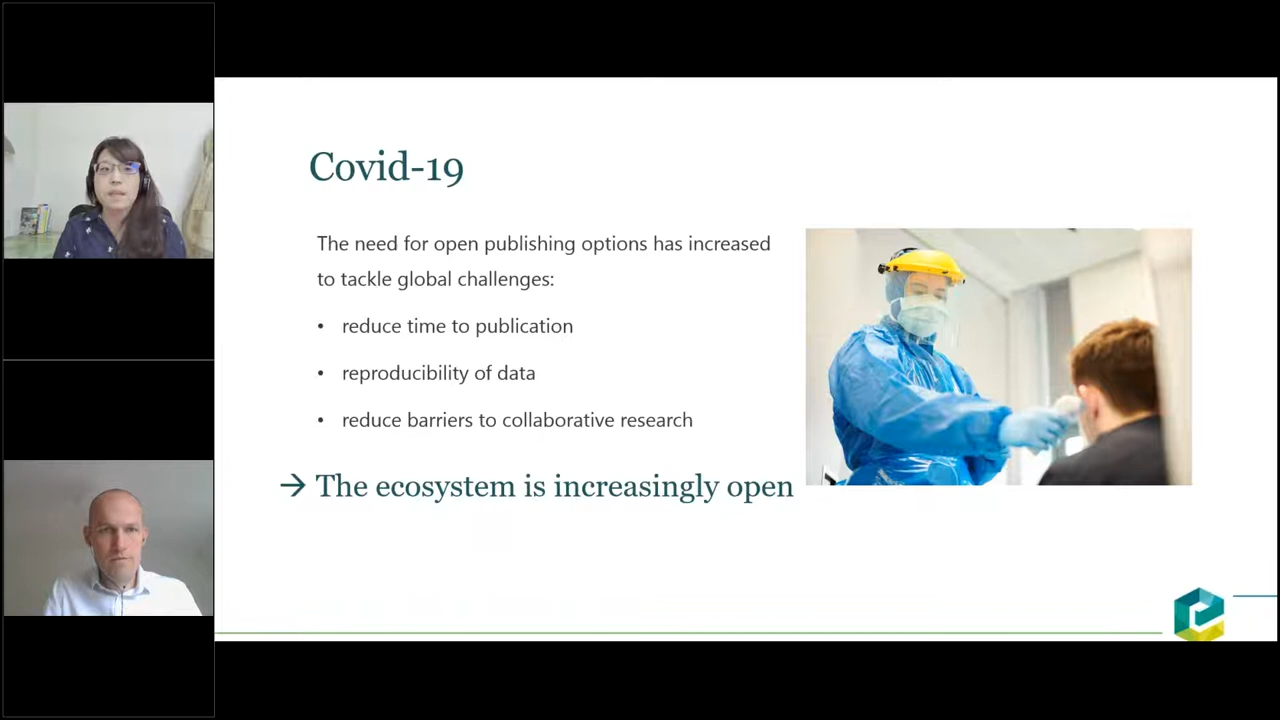 Covid-19
The need for open publishing options has increased
to tackle global challenges:
• reduce time to publication
• reproducibility of data
• reduce barriers to collaborative research
→ The ecosystem is increasingly open